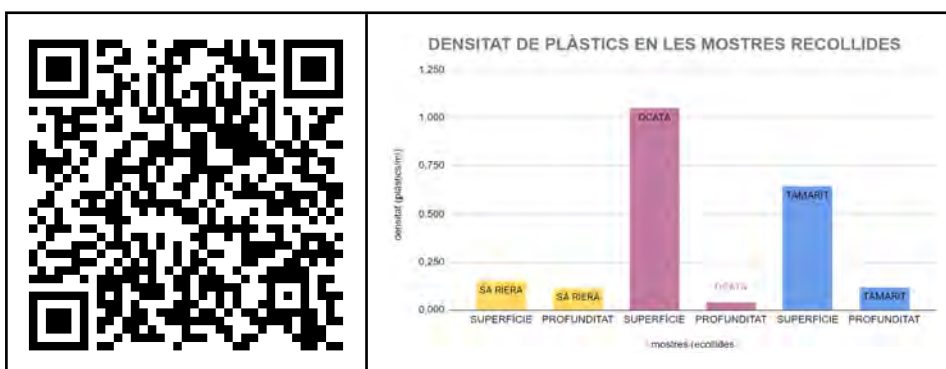 DENSITAT DE PLÀSTICS EN LES MOSTRES RECOLLIDES
1,250
1,000
0,750
0,500
0,250
0,000
densitat (plàstics/m)
OCATA
TAMARIT
SA RIERA
SA RIERA
OCATA
TAMARIT
SUPERFÍCIE PROFUNDITAT SUPERFÍCIE PROFUNDITAT SUPERFÍCIE PROFUNDITAT
mostres recollides